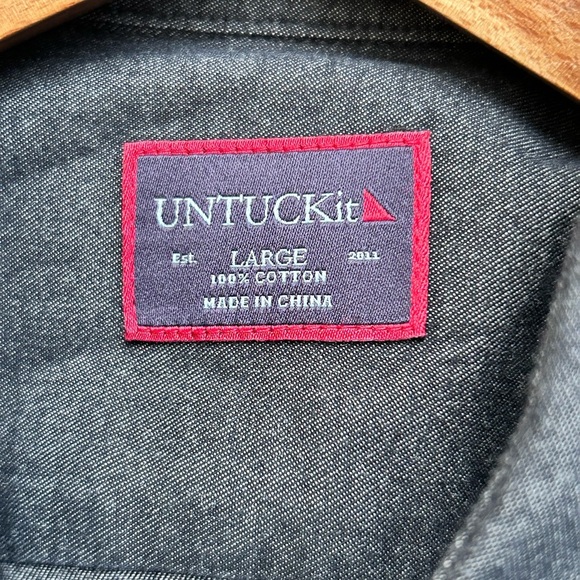 UNTUCKit
Est. LARGE 2011
100% COTTON
MADE IN CHINA